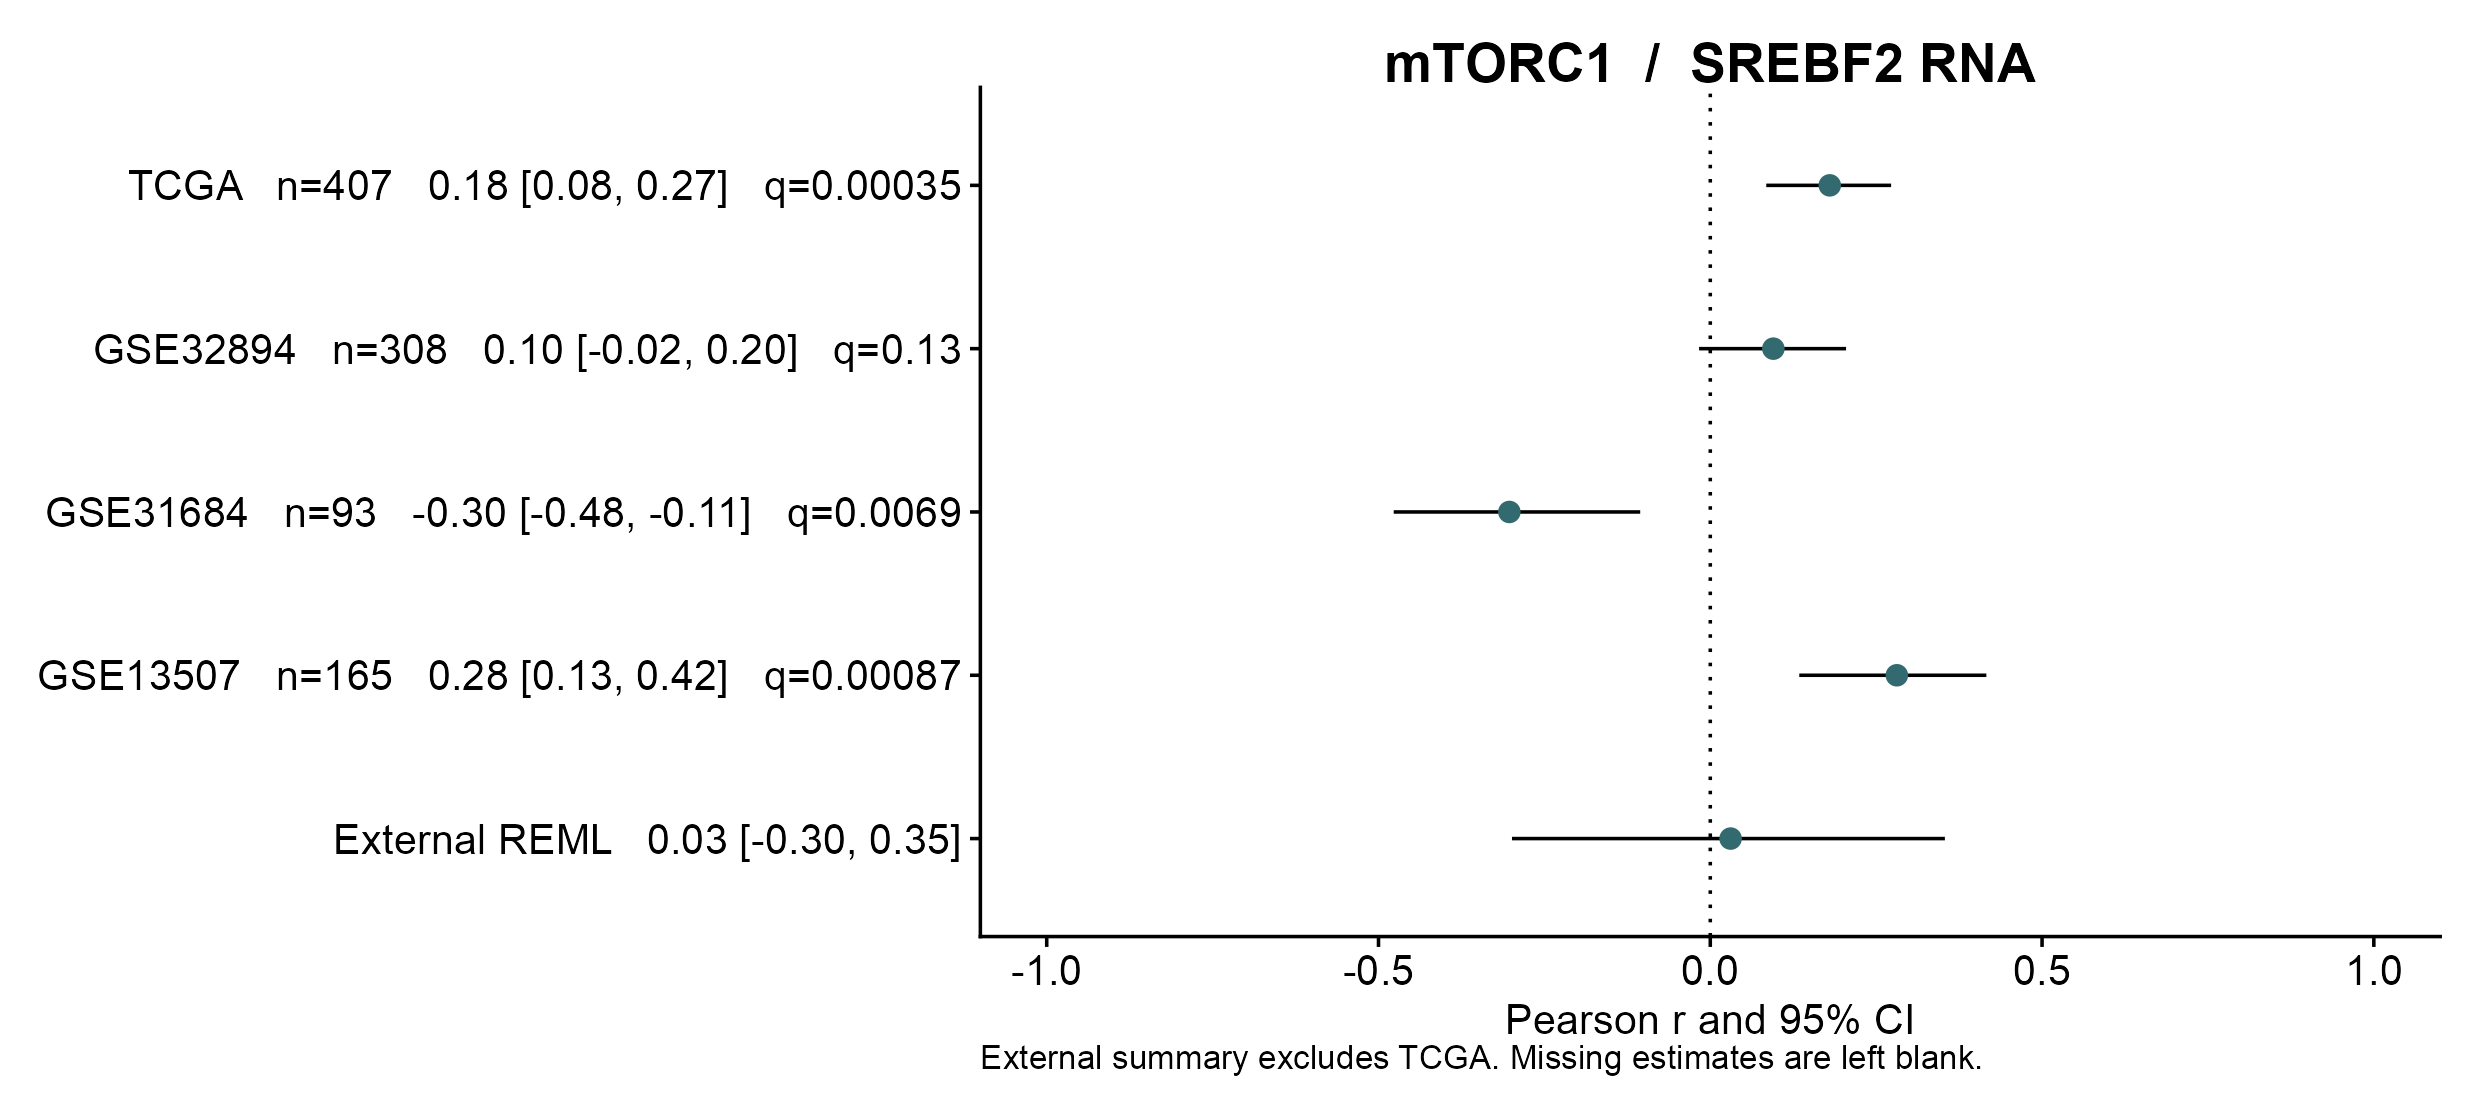 mTORC1 / SREBF2 RNA
TCGA n=407 0.18 [0.08, 0.27] q=0.00035
GSE32894 n=308 0.10 [-0.02, 0.20] q=0.13
GSE31684 n=93 -0.30 [-0.48, -0.11] q=0.0069
GSE13507 n=165 0.28 [0.13, 0.42] q=0.00087
External REML 0.03 [-0.30, 0.35]
-1.0 -0.5 0.0 0.5 1.0
Pearson r and 95% CI
External summary excludes TCGA. Missing estimates are left blank.